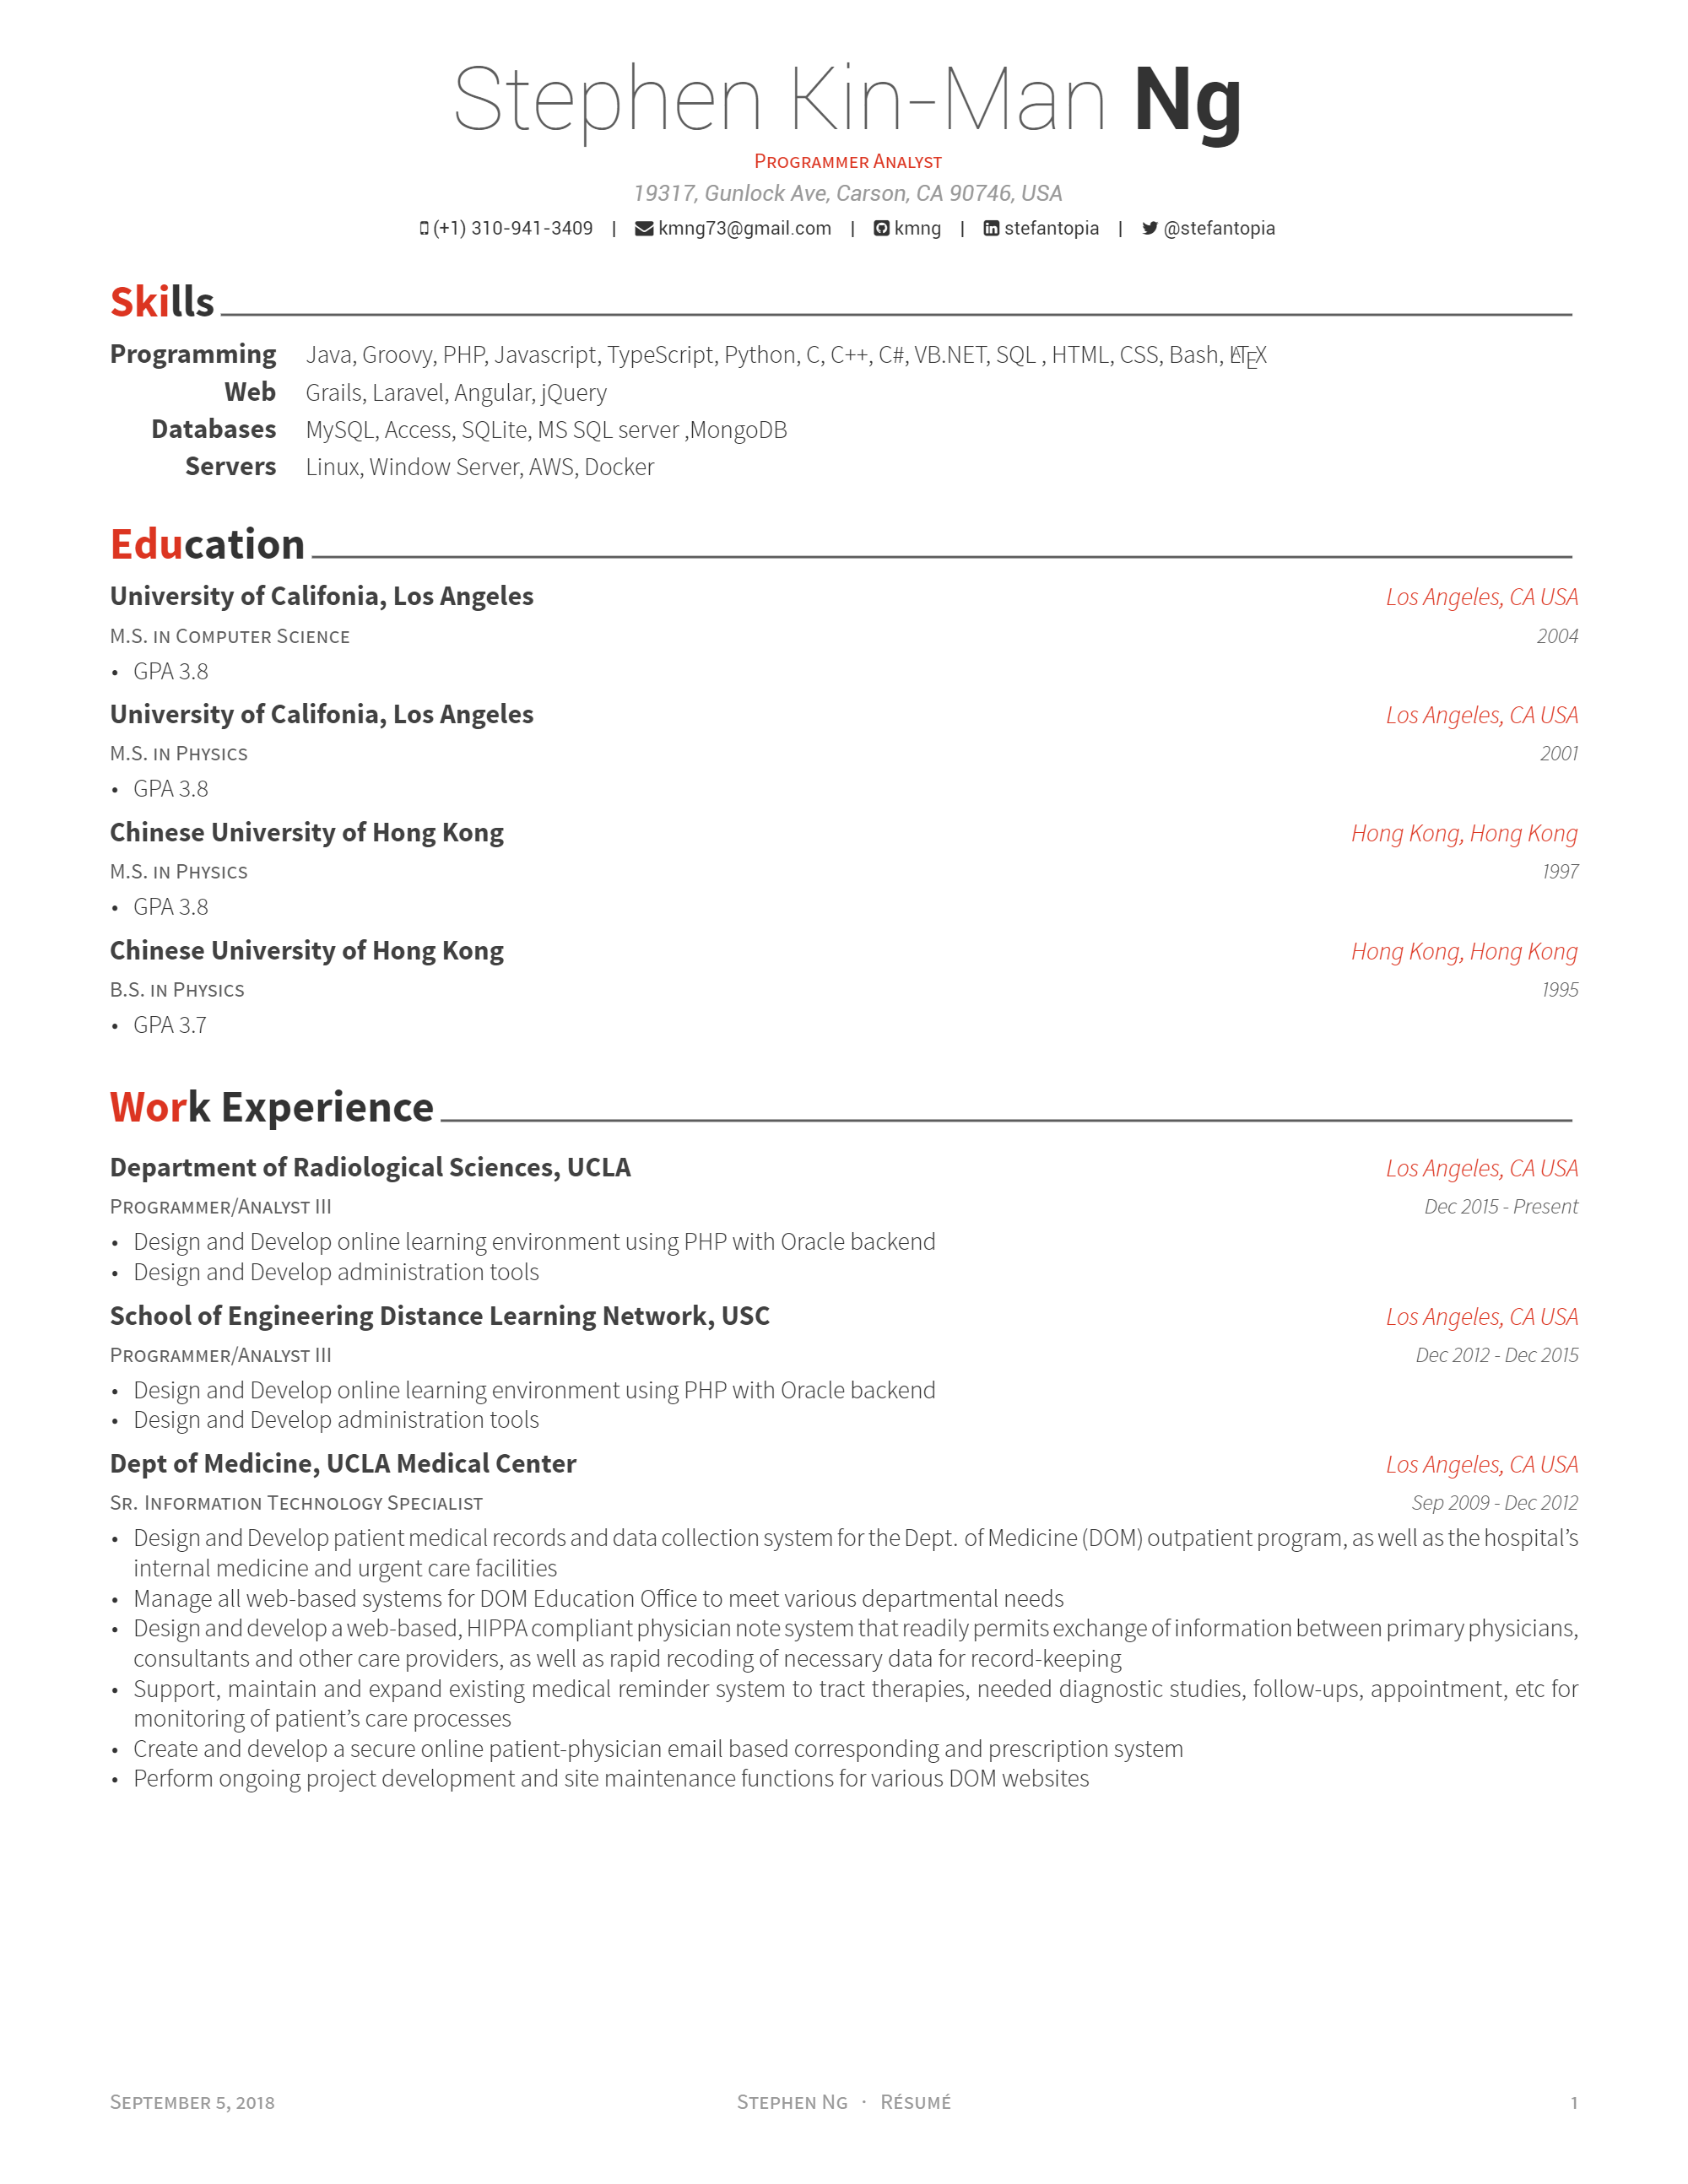 Stephen Kin-Man Ng
Programmer Analyst
19317, Gunlock Ave, Carson, CA 90746, USA
(+1) 310-941-3409 | kmng73@gmail.com | kmng | stefantopia | @stefantopia
Skills
Programming Java, Groovy, PHP, Javascript, TypeScript, Python, C, C++, C#, VB.NET, SQL , HTML, CSS, Bash, LATEX
Web Grails, Laravel, Angular, jQuery
Databases MySQL, Access, SQLite, MS SQL server ,MongoDB
Servers Linux, Window Server, AWS, Docker
Education
University of Califonia, Los Angeles Los Angeles, CA USA
M.S. in Computer Science 2004
• GPA 3.8
University of Califonia, Los Angeles Los Angeles, CA USA
M.S. in Physics 2001
• GPA 3.8
Chinese University of Hong Kong Hong Kong, Hong Kong
M.S. in Physics 1997
• GPA 3.8
Chinese University of Hong Kong Hong Kong, Hong Kong
B.S. in Physics 1995
• GPA 3.7
Work Experience
Department of Radiological Sciences, UCLA Los Angeles, CA USA
Programmer/Analyst III Dec 2015 - Present
• Design and Develop online learning environment using PHP with Oracle backend
• Design and Develop administration tools
School of Engineering Distance Learning Network, USC Los Angeles, CA USA
Programmer/Analyst III Dec 2012 - Dec 2015
• Design and Develop online learning environment using PHP with Oracle backend
• Design and Develop administration tools
Dept of Medicine, UCLA Medical Center Los Angeles, CA USA
Sr. Information Technology Specialist Sep 2009 - Dec 2012
• Design and Develop patient medical records and data collection system for the Dept. of Medicine (DOM) outpatient program, as well as the hospital's
internal medicine and urgent care facilities
• Manage all web-based systems for DOM Education Office to meet various departmental needs
• Design and develop a web-based, HIPPA compliant physician note system that readily permits exchange of information between primary physicians,
consultants and other care providers, as well as rapid recoding of necessary data for record-keeping
• Support, maintain and expand existing medical reminder system to tract therapies, needed diagnostic studies, follow-ups, appointment, etc for
monitoring of patient's care processes
• Create and develop a secure online patient-physician email based corresponding and prescription system
• Perform ongoing project development and site maintenance functions for various DOM websites
September 5, 2018 Stephen Ng · Résumé 1